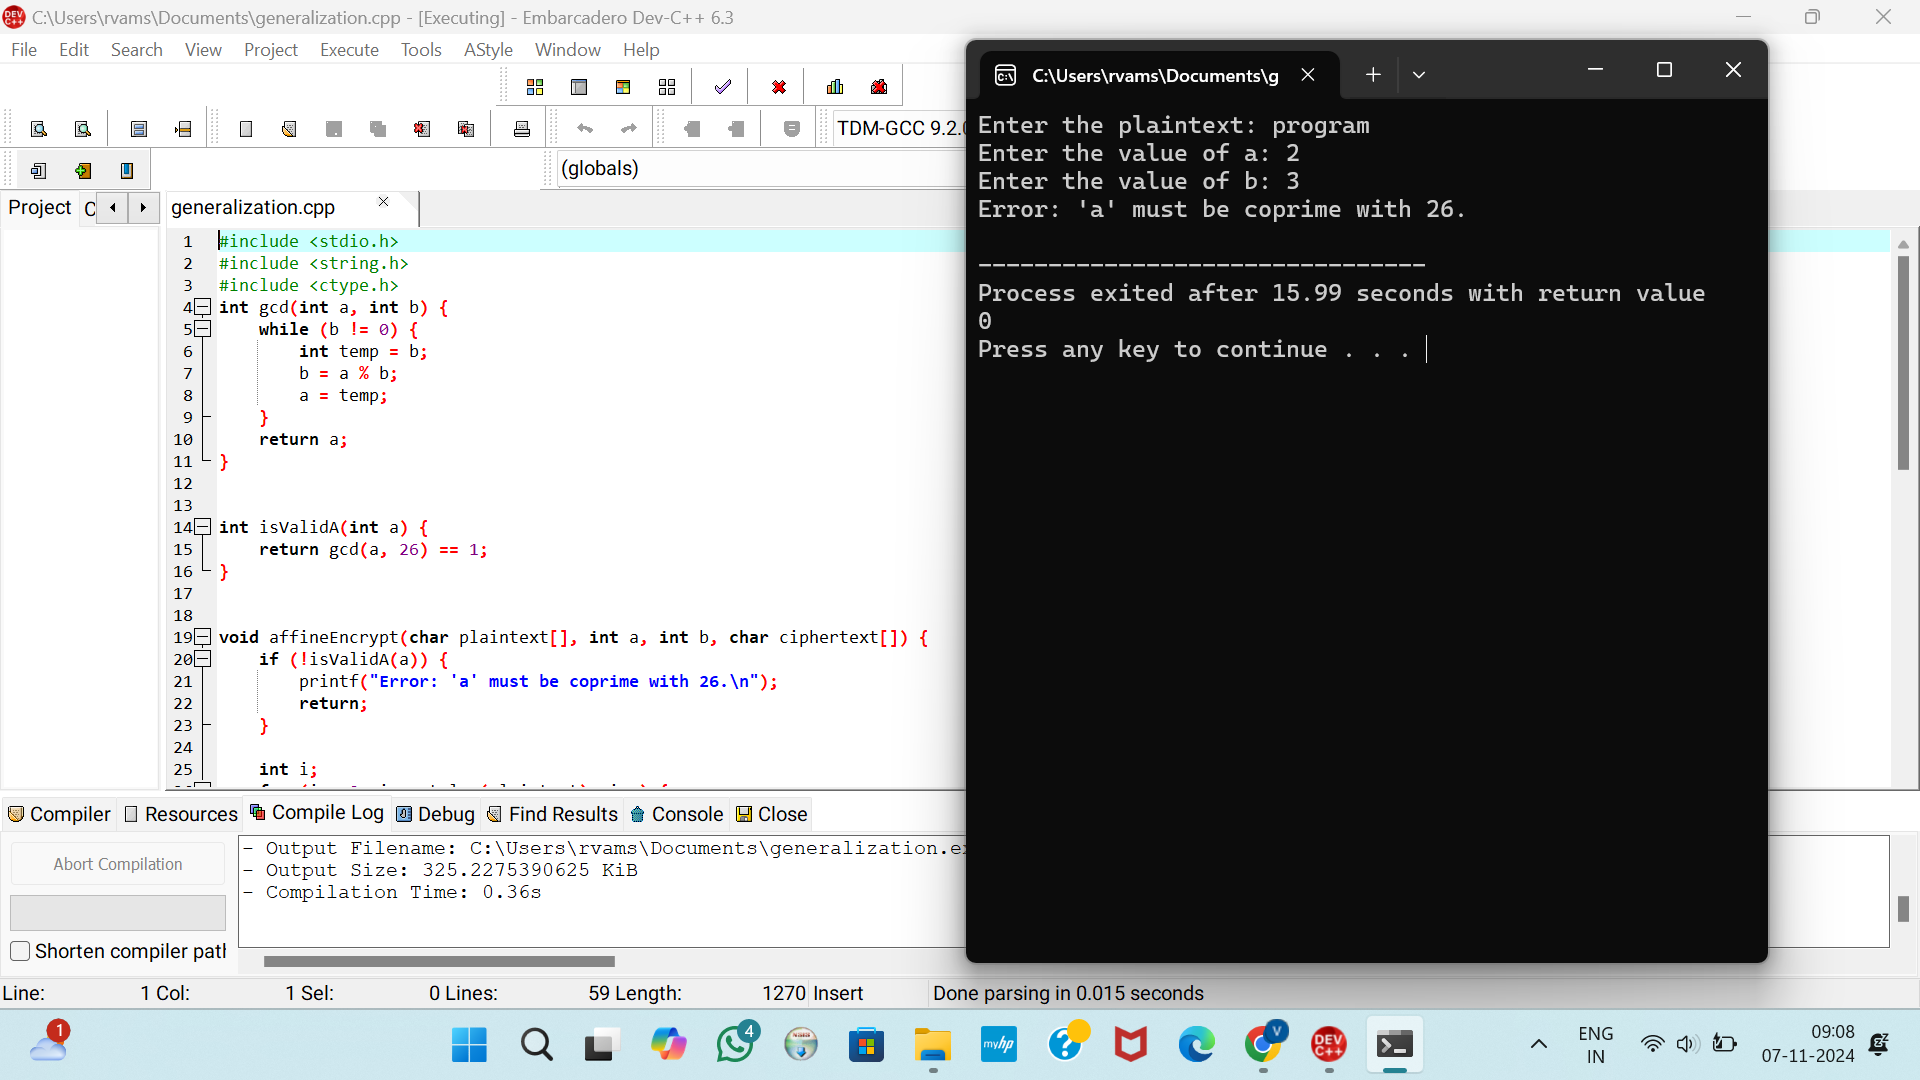 C:\Users\rvams\Documents\generalization.cpp - [Executing] - Embarcadero Dev-C++ 6.3
File Edit Search View Project Execute Tools AStyle Window Help
TDM-GCC 9.2.
(globals)
Project
generalization.cpp
1 #include <stdio.h>
2 #include <string.h>
3 #include <ctype.h>
4 int gcd(int a, int b) {
5 while (b != 0) {
6 int temp = b;
7 b = a % b;
8 a = temp;
9 }
10 return a;
11 }
12
13
14 int isValidA(int a) {
15 return gcd(a, 26) == 1;
16 }
17
18
19 void affineEncrypt(char plaintext[], int a, int b, char ciphertext[]) {
20 if (!isValidA(a)) {
21 printf("Error: 'a' must be coprime with 26.\n");
22 return;
23 }
24
25 int i;
C:\Users\rvams\Documents\g
Enter the plaintext: program
Enter the value of a: 2
Enter the value of b: 3
Error: 'a' must be coprime with 26.
--------------------------------
Process exited after 15.99 seconds with return value
0
Press any key to continue . . .
Compiler Resources Compile Log Debug Find Results Console Close
Abort Compilation
Shorten compiler path
- Output Filename: C:\Users\rvams\Documents\generalization.e
- Output Size: 325.2275390625 KiB
- Compilation Time: 0.36s
Line: 1 Col: 1 Sel: 0 Lines: 59 Length: 1270 Insert Done parsing in 0.015 seconds
1
4
myhp
V
DEV
C++
ENG
IN
09:08
07-11-2024